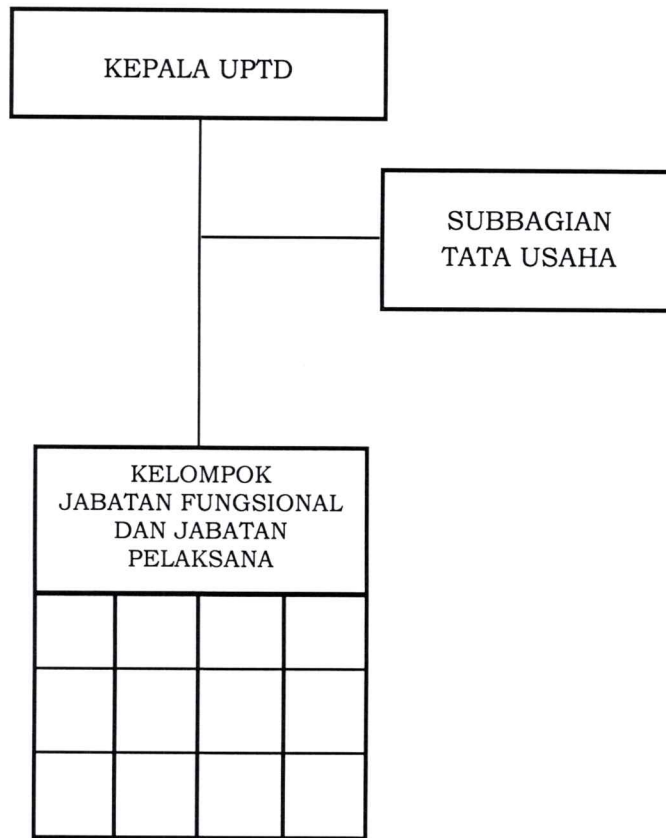 KEPALA UPTD
SUBBAGIAN
TATA USAHA
KELOMPOK
JABATAN FUNGSIONAL
DAN JABATAN
PELAKSANA